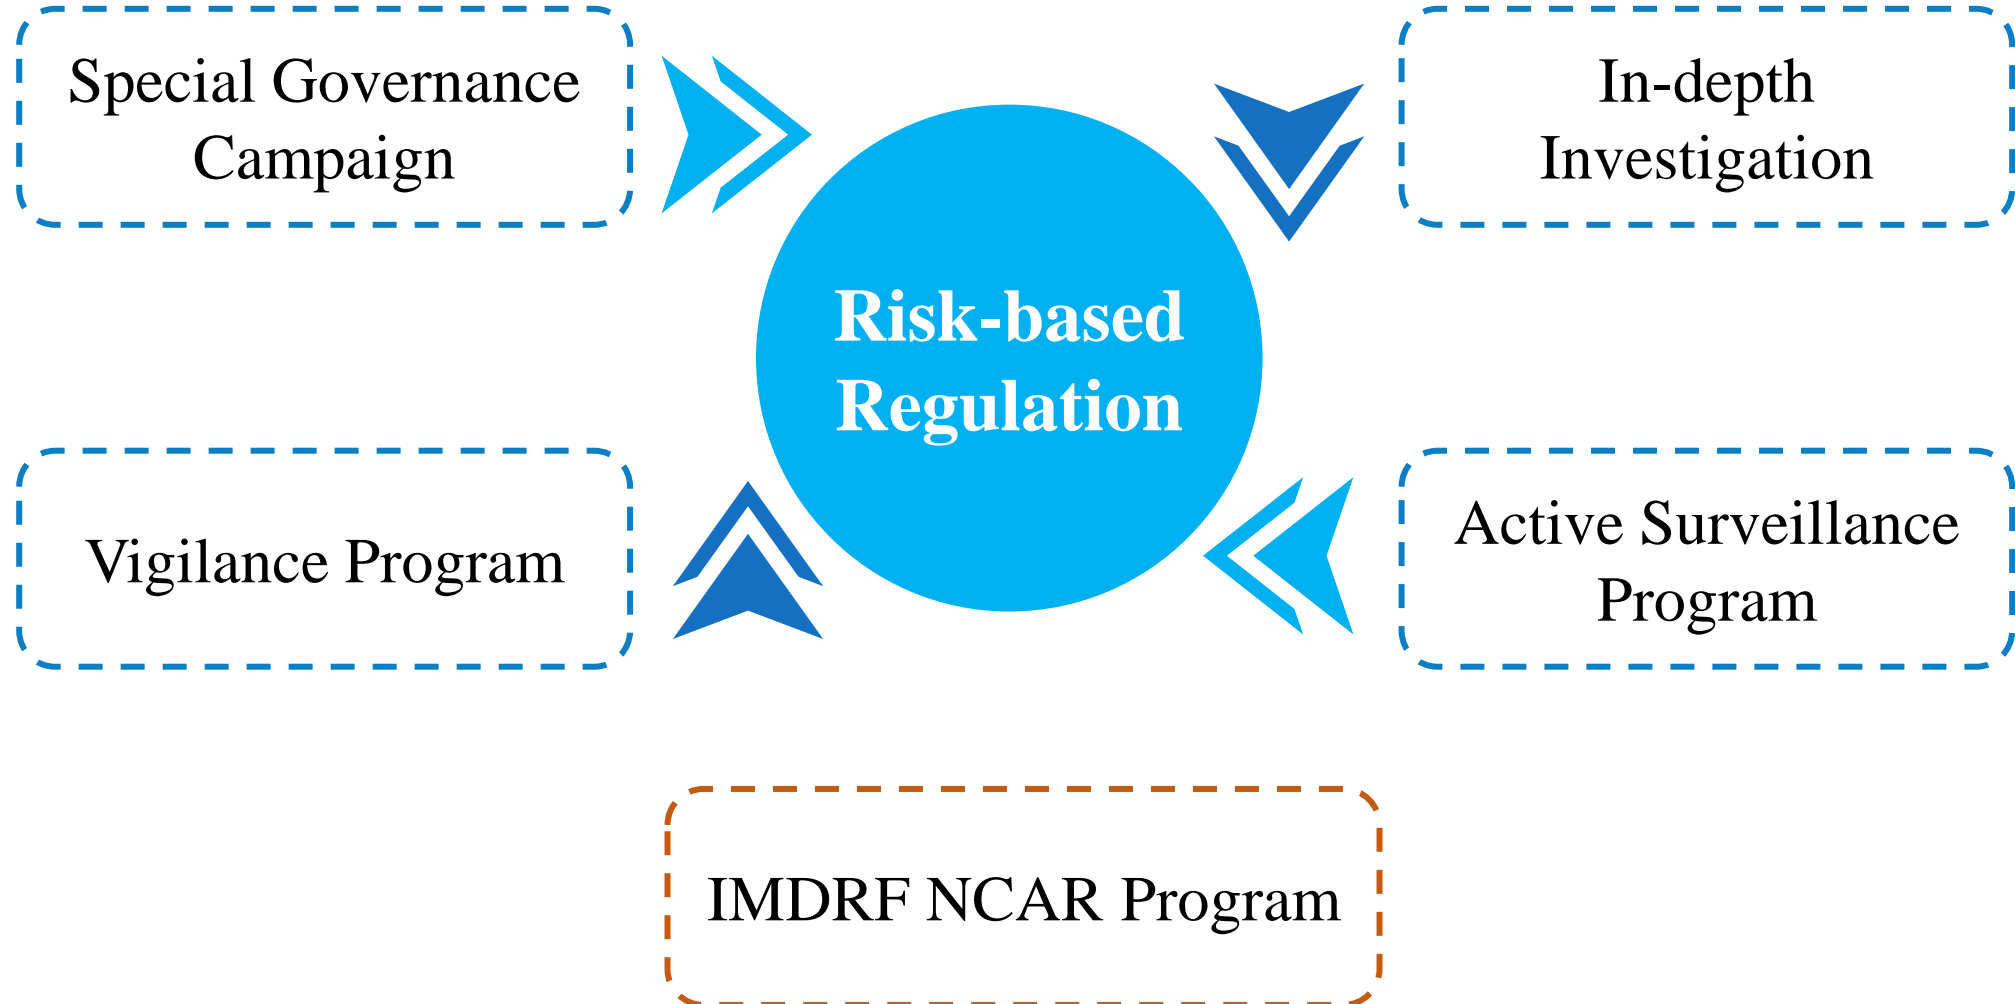 Special Governance
Campaign
In-depth
Investigation
Risk-based
Regulation
Vigilance Program
Active Surveillance
Program
IMDRF NCAR Program